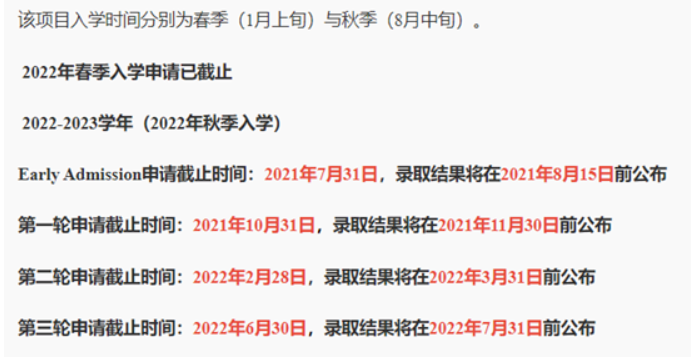 该项目入学时间分别为春季（1月上旬）与秋季（8月中旬）。
2022年春季入学申请已截止
2022-2023学年（2022年秋季入学）
Early Admission申请截止时间：2021年7月31日，录取结果将在2021年8月15日前公布
第一轮申请截止时间：2021年10月31日，录取结果将在2021年11月30日前公布
第二轮申请截止时间：2022年2月28日，录取结果将在2022年3月31日前公布
第三轮申请截止时间：2022年6月30日，录取结果将在2022年7月31日前公布